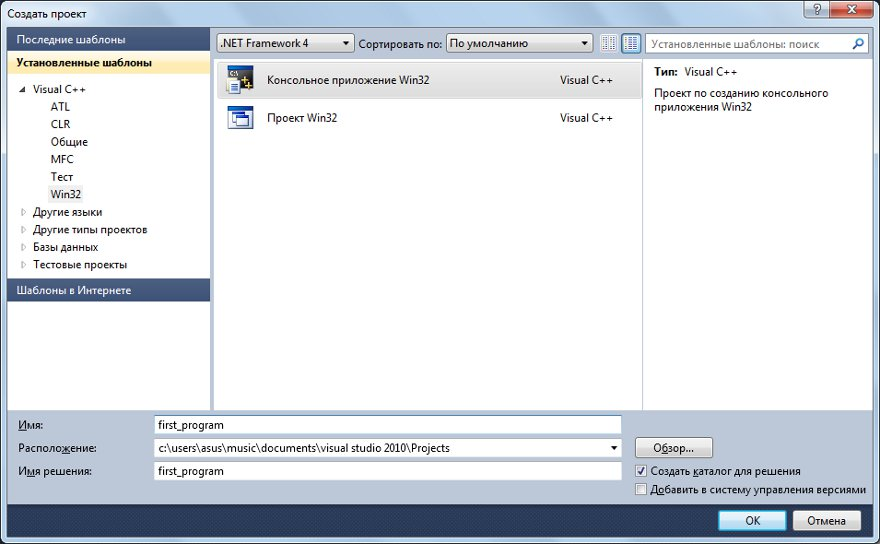 Создать проект
Последние шаблоны
Установленные шаблоны
Visual C++
ATL
CLR
Общие
MFC
Тест
Win32
Другие языки
Другие типы проектов
Базы данных
Тестовые проекты
Шаблоны в Интернете
.NET Framework 4
Сортировать по:
По умолчанию
Установленные шаблоны: поиск
Консольное приложение Win32
Visual C++
Проект Win32
Visual C++
Тип: Visual C++
Проект по созданию консольного
приложения Win32
Имя:
first_program
Расположение:
c:\users\asus\music\documents\visual studio 2010\Projects
Обзор...
Имя решения:
first_program
Создать каталог для решения
Добавить в систему управления версиями
OK
Отмена